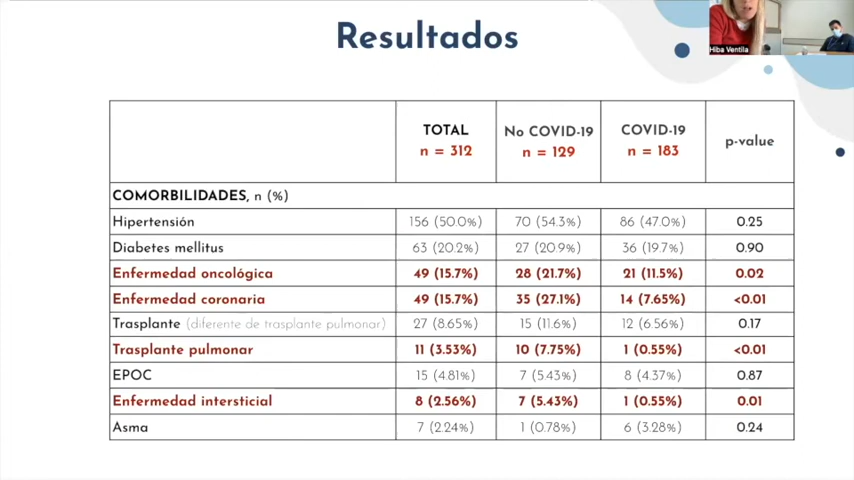 Resultados
Hiba Ventila
TOTAL No COVID-19 COVID-19 p-value
n = 312 n = 129 n = 183
COMORBILIDADES, n (%)
Hipertensión 156 (50.0%) 70 (54.3%) 86 (47.0%) 0.25
Diabetes mellitus 63 (20.2%) 27 (20.9%) 36 (19.7%) 0.90
Enfermedad oncológica 49 (15.7%) 28 (21.7%) 21 (11.5%) 0.02
Enfermedad coronaria 49 (15.7%) 35 (27.1%) 14 (7.65%) <0.01
Trasplante (diferente de trasplante pulmonar) 27 (8.65%) 15 (11.6%) 12 (6.56%) 0.17
Trasplante pulmonar 11 (3.53%) 10 (7.75%) 1 (0.55%) <0.01
EPOC 15 (4.81%) 7 (5.43%) 8 (4.37%) 0.87
Enfermedad intersticial 8 (2.56%) 7 (5.43%) 1 (0.55%) 0.01
Asma 7 (2.24%) 1 (0.78%) 6 (3.28%) 0.24